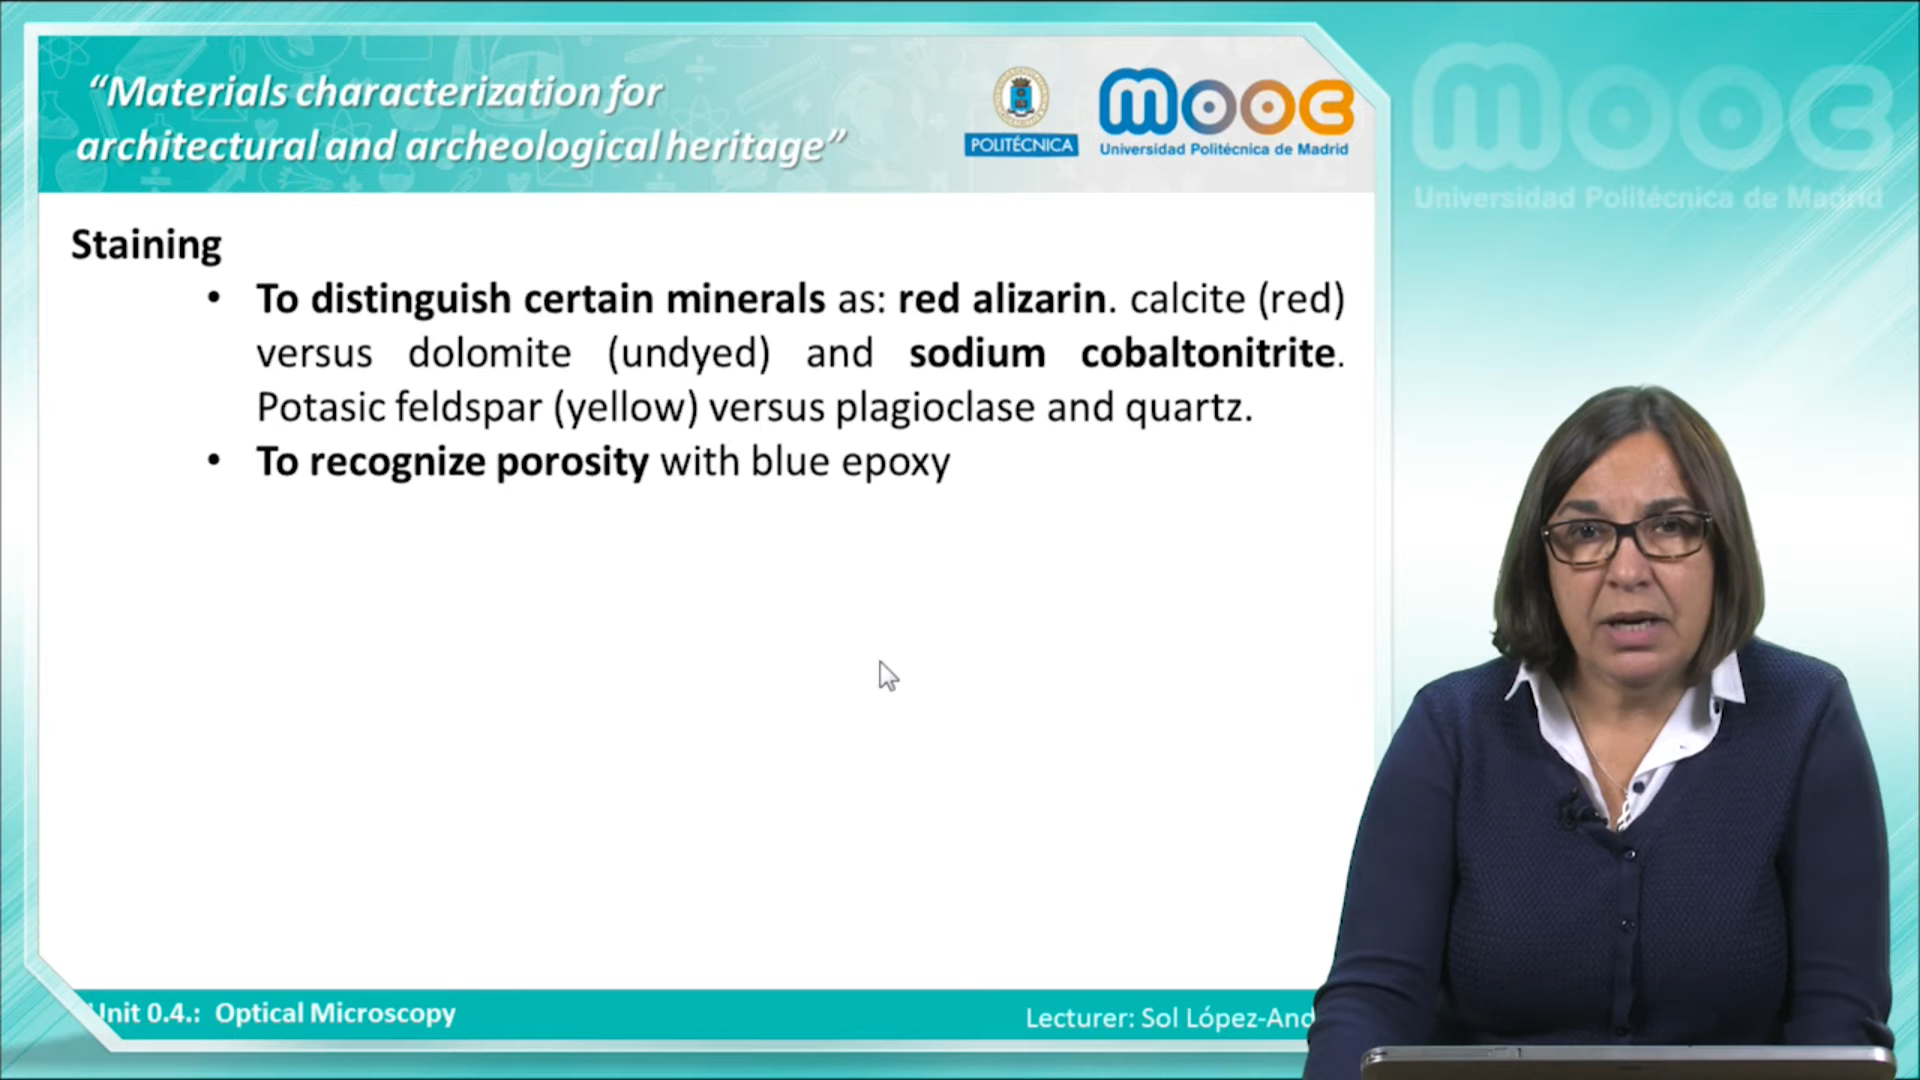 “Materials characterization for
architectural and archeological heritage”
POLITÉCNICA
mooc
Universidad Politécnica de Madrid
mooc
Universidad Politécnica de Madrid
Staining
• To distinguish certain minerals as: red alizarin. calcite (red)
versus dolomite (undyed) and sodium cobaltonitrite.
Potasic feldspar (yellow) versus plagioclase and quartz.
• To recognize porosity with blue epoxy
Unit 0.4.: Optical Microscopy
Lecturer: Sol López-And